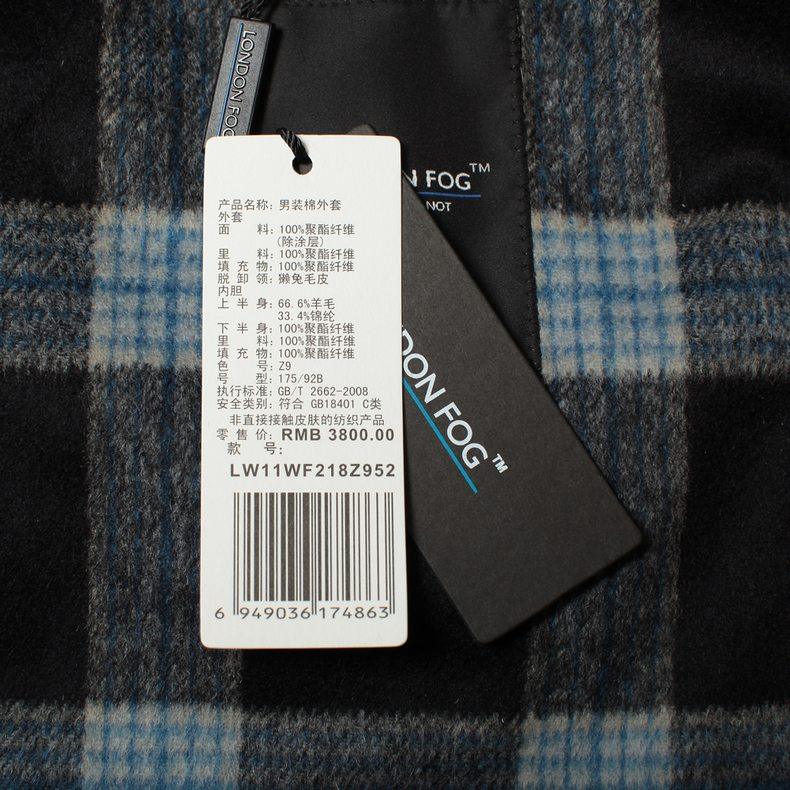 LONDON FOG
N FOG™
NOT
产品名称：男装棉外套
外套
面　料：100%聚酯纤维
(除涂层)
里　料：100%聚酯纤维
填 充 物：100%聚酯纤维
脱 卸 领：獭兔毛皮
内胆
上 半 身：66.6%羊毛
33.4%锦纶
下 半 身：100%聚酯纤维
里　料：100%聚酯纤维
填 充 物：100%聚酯纤维
色　号：Z9
号　型：175/92B
执行标准：GB/T 2662-2008
安全类别：符合 GB18401 C类
非直接接触皮肤的纺织产品
零 售 价：RMB 3800.00
款　号：
LW11WF218Z952
6 949036 174863
DON FOG™